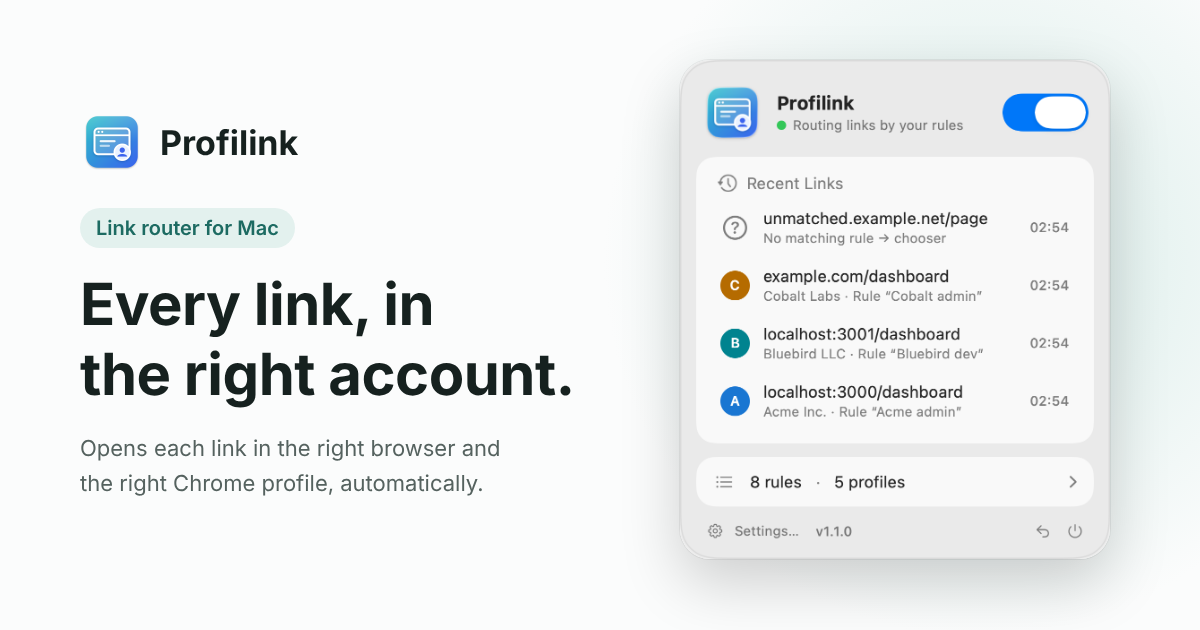 Profilink
Link router for Mac
Every link, in
the right account.
Opens each link in the right browser and
the right Chrome profile, automatically.
Profilink
Routing links by your rules
Recent Links
? unmatched.example.net/page 02:54
No matching rule → chooser
C example.com/dashboard 02:54
Cobalt Labs · Rule “Cobalt admin”
B localhost:3001/dashboard 02:54
Bluebird LLC · Rule “Bluebird dev”
A localhost:3000/dashboard 02:54
Acme Inc. · Rule “Acme admin”
8 rules · 5 profiles
Settings... v1.1.0